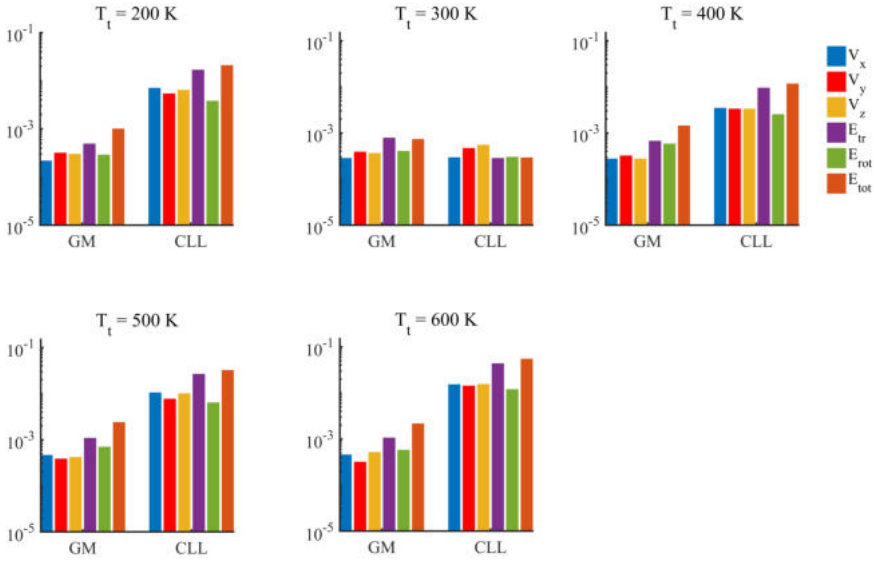 T_t = 200 K
10^-1
10^-3
10^-5
GM CLL
T_t = 300 K
10^-1
10^-3
10^-5
GM CLL
T_t = 400 K
10^-1
10^-3
10^-5
GM CLL
V_x
V_y
V_z
E_tr
E_rot
E_tot
T_t = 500 K
10^-1
10^-3
10^-5
GM CLL
T_t = 600 K
10^-1
10^-3
10^-5
GM CLL